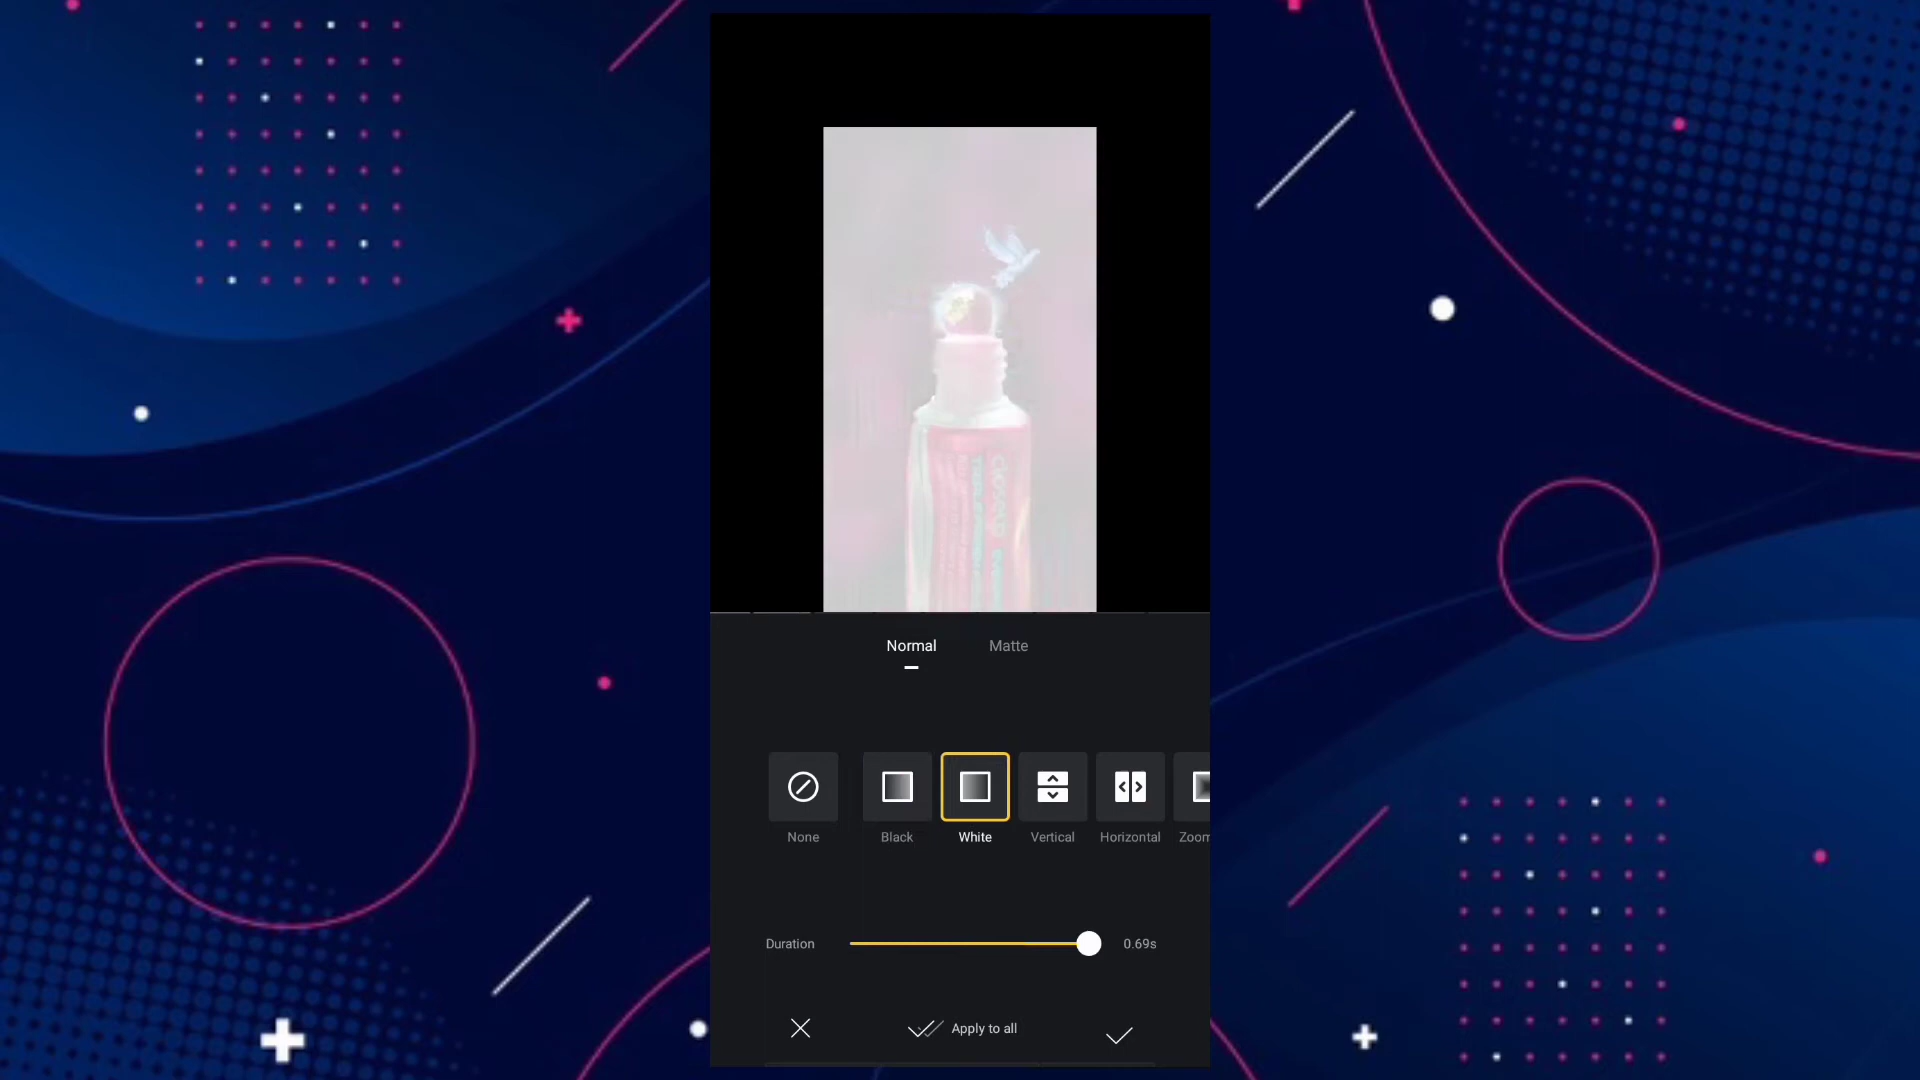 Normal Matte
None Black White Vertical Horizontal Zoom
Duration 0.69s
Apply to all